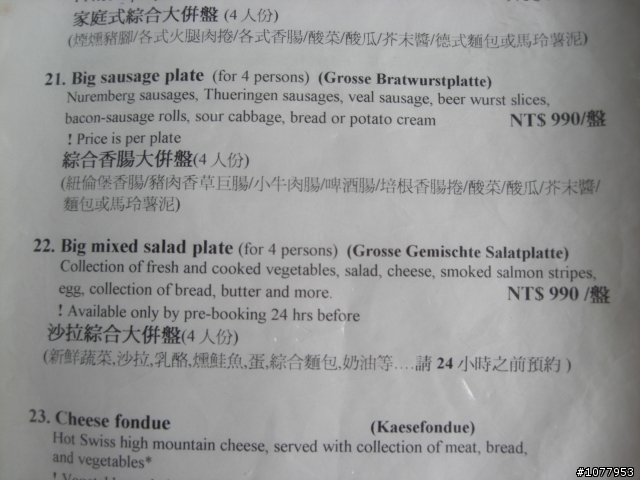 家庭式綜合大併盤 (4 人份)
(煙燻豬腳/各式火腿肉捲/各式香腸/酸菜/酸瓜/芥末醬/德式麵包或馬玲薯泥)
21. Big sausage plate (for 4 persons) (Grosse Bratwurstplatte)
Nuremberg sausages, Thueringen sausages, veal sausage, beer wurst slices,
bacon-sausage rolls, sour cabbage, bread or potato cream NT$ 990/盤
! Price is per plate
綜合香腸大併盤(4 人份)
(紐倫堡香腸/豬肉香草巨腸/小牛肉腸/啤酒腸/培根香腸捲/酸菜/酸瓜/芥末醬/
麵包或馬玲薯泥)
22. Big mixed salad plate (for 4 persons) (Grosse Gemischte Salatplatte)
Collection of fresh and cooked vegetables, salad, cheese, smoked salmon stripes,
egg, collection of bread, butter and more. NT$ 990 /盤
! Available only by pre-booking 24 hrs before
沙拉綜合大併盤(4 人份)
(新鮮蔬菜,沙拉,乳酪,燻鮭魚,蛋,綜合麵包,奶油等….請 24 小時之前預約 )
23. Cheese fondue (Kaesefondue)
Hot Swiss high mountain cheese, served with collection of meat, bread,
and vegetables*
#1077953